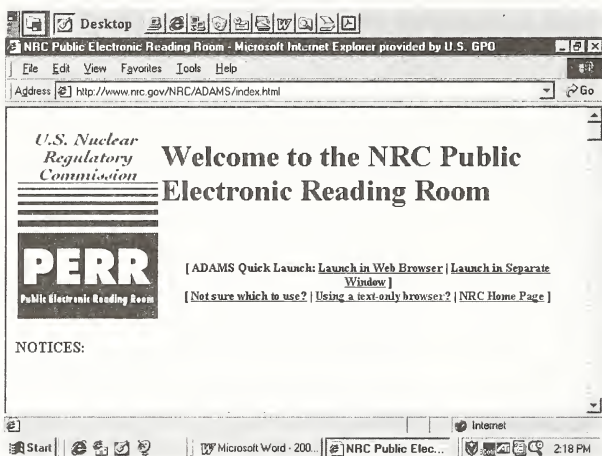 Desktop
NRC Public Electronic Reading Room - Microsoft Internet Explorer provided by U.S. GPO
File Edit View Favorites Tools Help
Address http://www.nrc.gov/NRC/ADAMS/index.html Go
U.S. Nuclear
Regulatory
Commission
Welcome to the NRC Public
Electronic Reading Room
PERR
Public Electronic Reading Room
[ ADAMS Quick Launch: Launch in Web Browser | Launch in Separate
Window ]
[ Not sure which to use? | Using a text-only browser? | NRC Home Page ]
NOTICES:
Internet
Start Microsoft Word - 200... NRC Public Elec... 2:18 PM